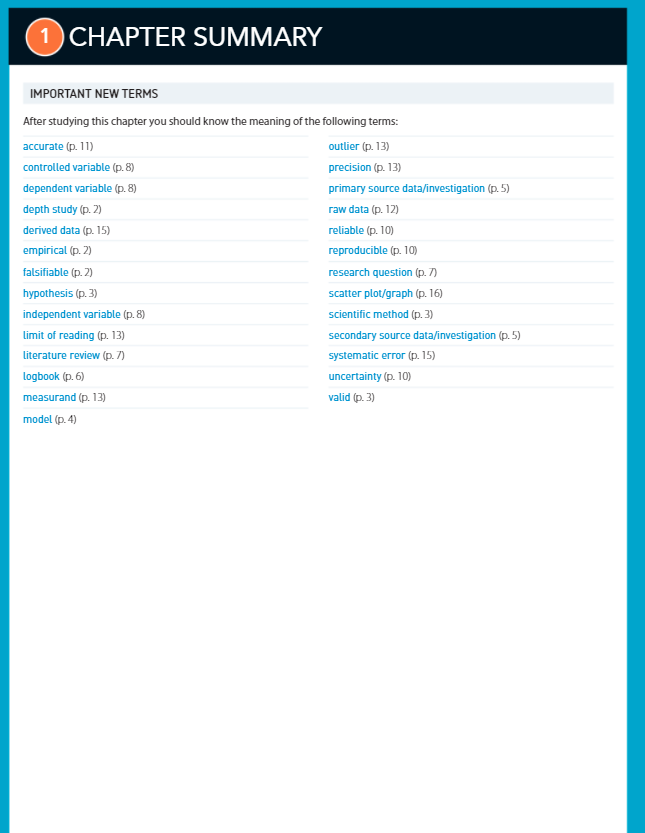 1 CHAPTER SUMMARY
IMPORTANT NEW TERMS
After studying this chapter you should know the meaning of the following terms:
accurate (p. 11)
controlled variable (p. 8)
dependent variable (p. 8)
depth study (p. 2)
derived data (p. 15)
empirical (p. 2)
falsifiable (p. 2)
hypothesis (p. 3)
independent variable (p. 8)
limit of reading (p. 13)
literature review (p. 7)
logbook (p. 6)
measurand (p. 13)
model (p. 4)
outlier (p. 13)
precision (p. 13)
primary source data/investigation (p. 5)
raw data (p. 12)
reliable (p. 10)
reproducible (p. 10)
research question (p. 7)
scatter plot/graph (p. 16)
scientific method (p. 3)
secondary source data/investigation (p. 5)
systematic error (p. 15)
uncertainty (p. 10)
valid (p. 3)